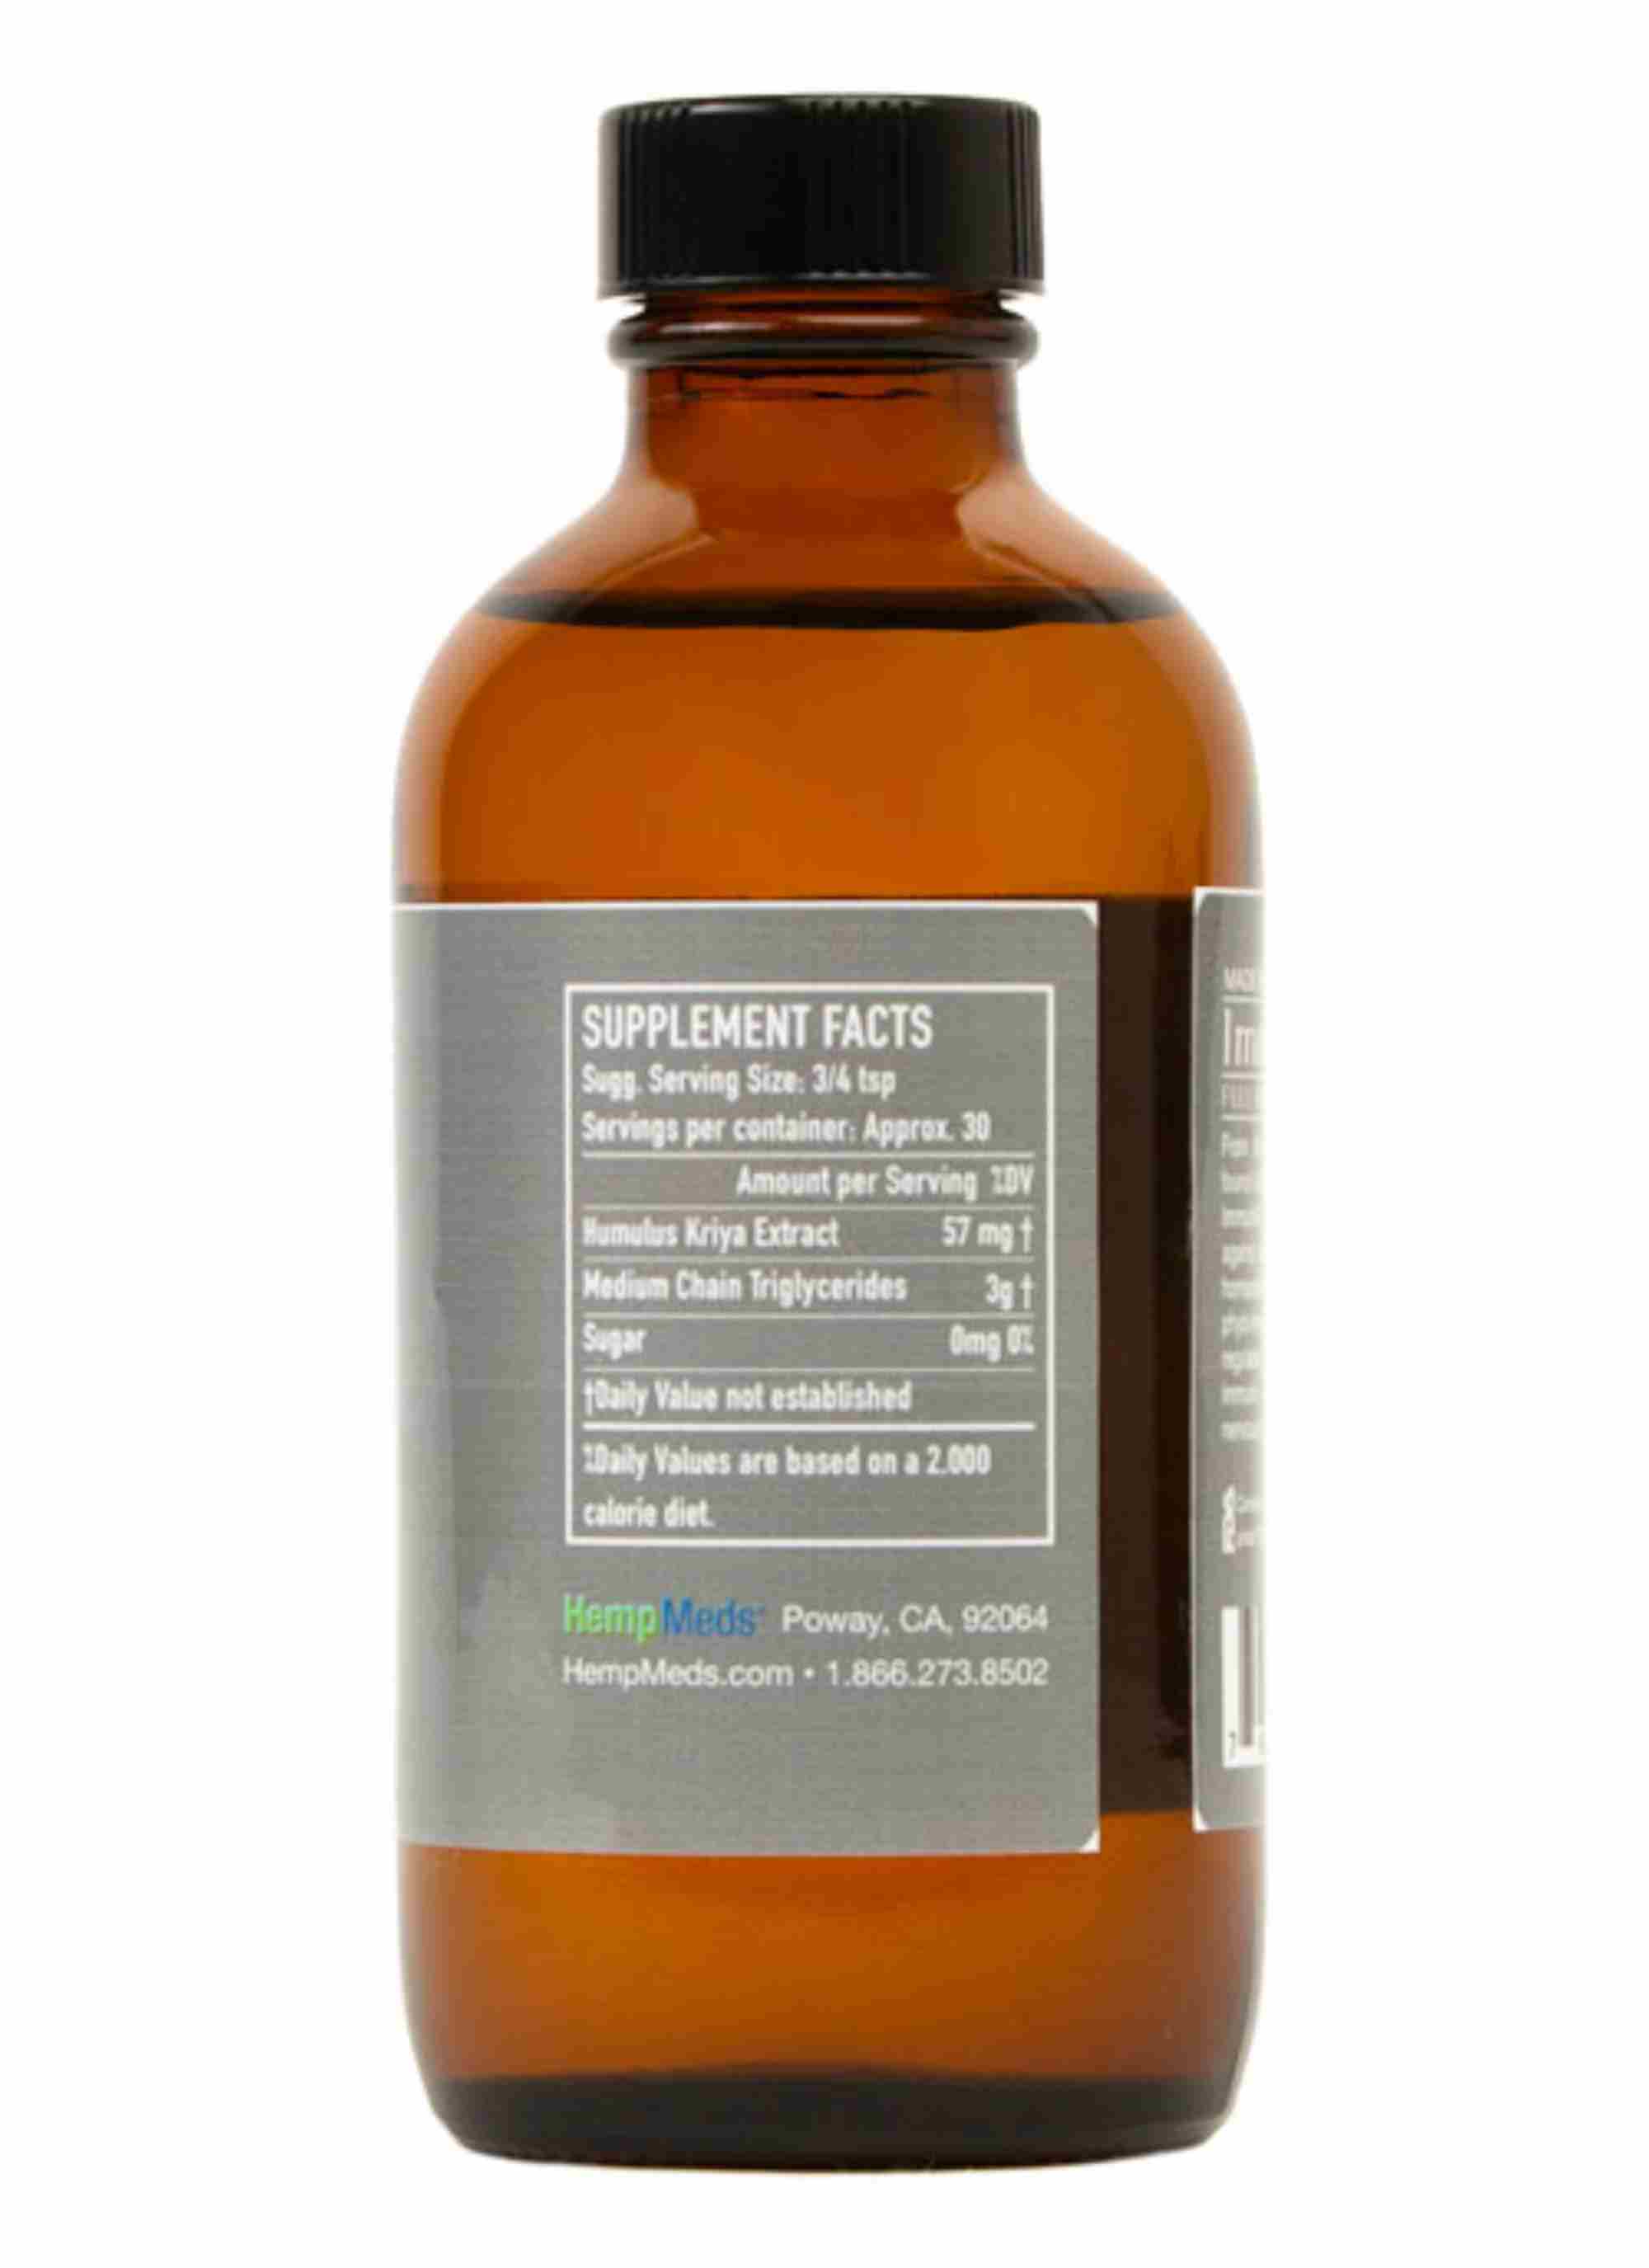 SUPPLEMENT FACTS
Sugg. Serving Size: 3/4 tsp
Servings per container: Approx. 30
Amount per Serving %DV
Humulus Kriya Extract 57 mg †
Medium Chain Triglycerides 3g †
Sugar 0mg 0%
†Daily Value not established
%Daily Values are based on a 2.000
calorie diet.
HempMeds Poway, CA, 92064
HempMeds.com • 1.866.273.8502